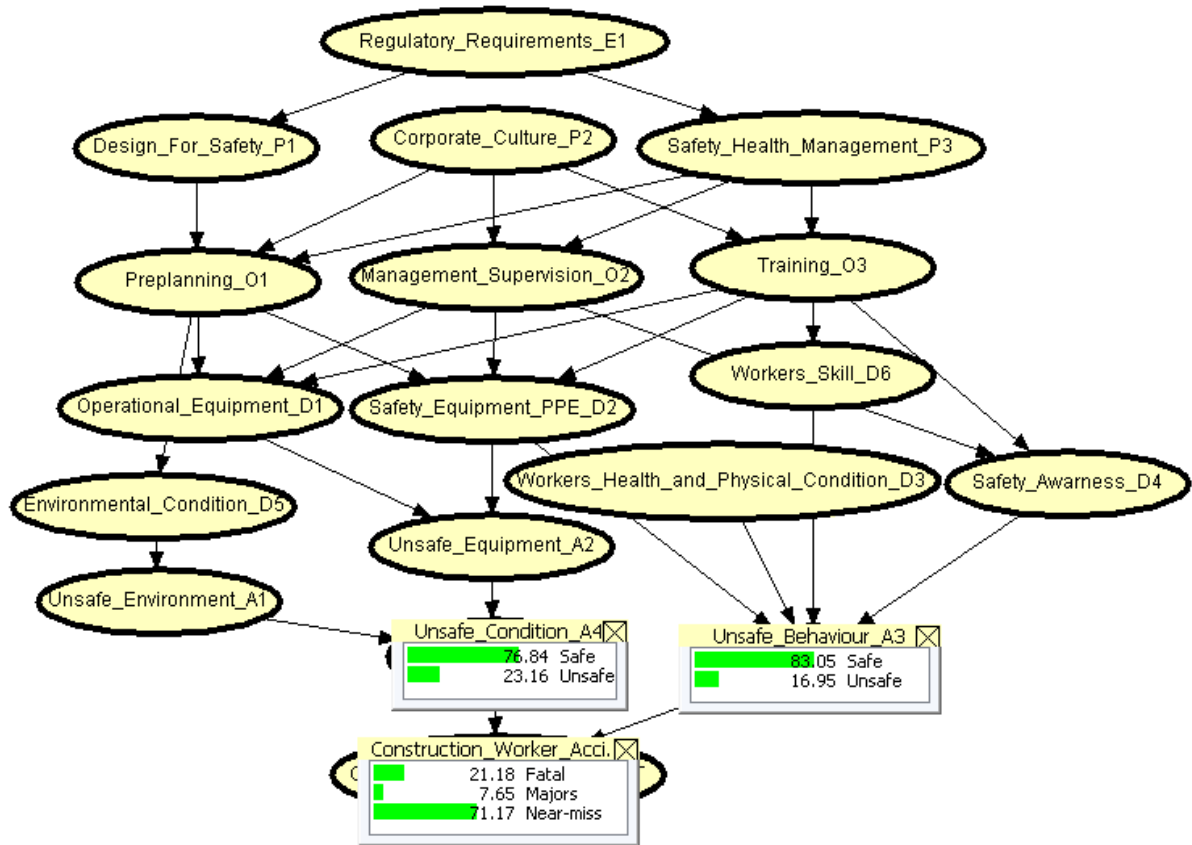 Regulatory_Requirements_E1
Design_For_Safety_P1
Corporate_Culture_P2
Safety_Health_Management_P3
Preplanning_O1
Management_Supervision_O2
Training_O3
Workers_Skill_D6
Operational_Equipment_D1
Safety_Equipment_PPE_D2
Workers_Health_and_Physical_Condition_D3
Safety_Awarness_D4
Environmental_Condition_D5
Unsafe_Equipment_A2
Unsafe_Environment_A1
Unsafe_Condition_A4
76.84 Safe
23.16 Unsafe
Unsafe_Behaviour_A3
83.05 Safe
16.95 Unsafe
Construction_Worker_Acci.
21.18 Fatal
7.65 Majors
71.17 Near-miss